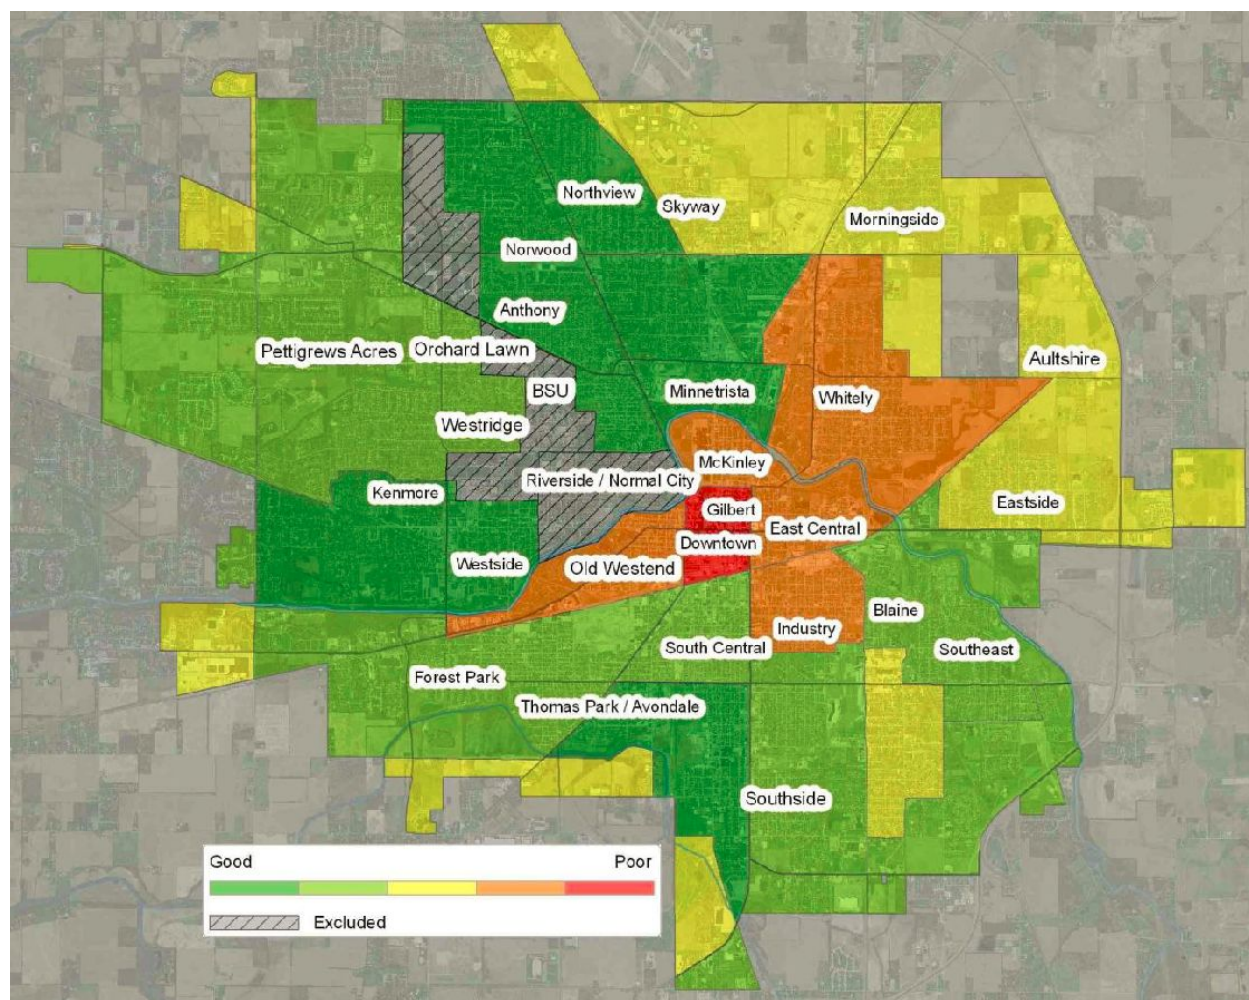 Northview
Skyway
Morningside
Norwood
Anthony
Pettigrews Acres
Orchard Lawn
Aultshire
BSU
Minnetrista
Whitely
Westridge
McKinley
Kenmore
Riverside / Normal City
Eastside
Gilbert
East Central
Downtown
Westside
Old Westend
Blaine
Industry
South Central
Southeast
Forest Park
Thomas Park / Avondale
Southside
Good Poor
Excluded